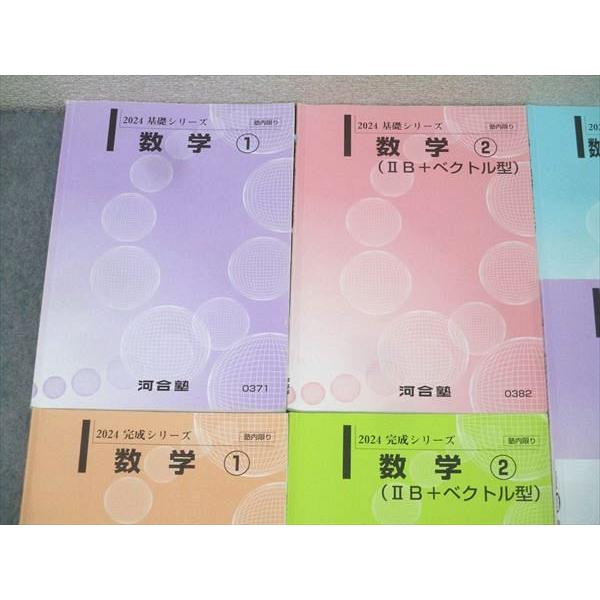 2024 基礎シリーズ
塾内限り
数学 ①
河合塾
0371
2024 基礎シリーズ
塾内限り
数学 ②
(ⅡB+ベクトル型)
河合塾
0382
202
数
2024 完成シリーズ
塾内限り
数学 ①
2024 完成シリーズ
塾内限り
数学 ②
(ⅡB+ベクトル型)